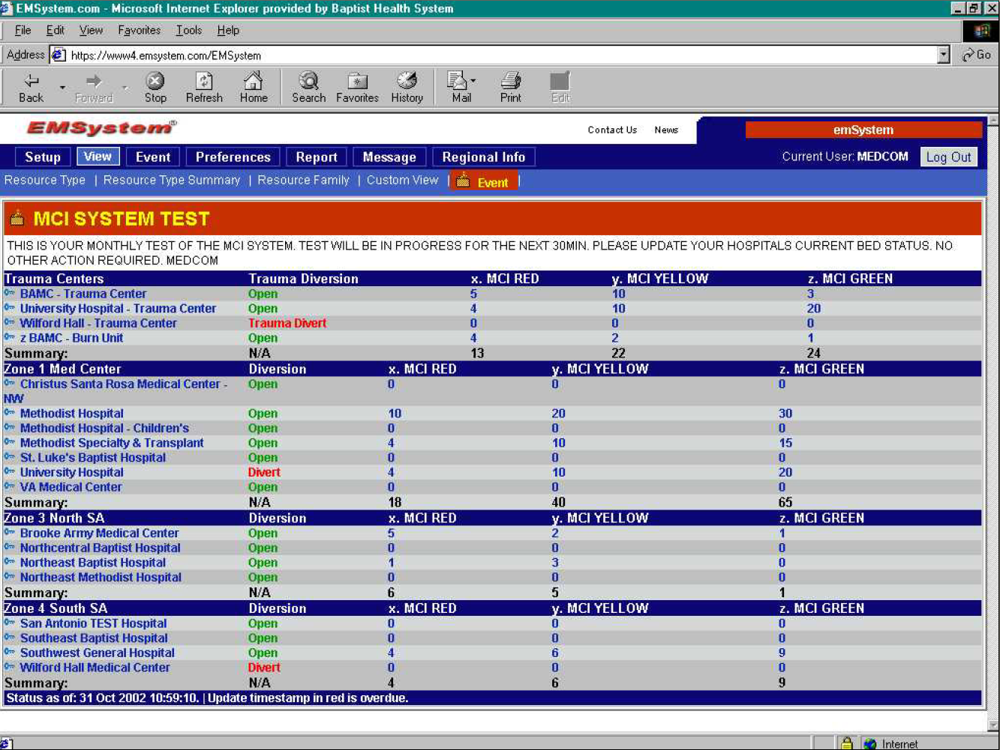 EMSystem.com - Microsoft Internet Explorer provided by Baptist Health System
File Edit View Favorites Tools Help
Address https://www4.emsystem.com/EMSystem Go
Back Forward Stop Refresh Home Search Favorites History Mail Print Edit
EMSystem® Contact Us News emSystem
Setup View Event Preferences Report Message Regional Info Current User: MEDCOM Log Out
Resource Type | Resource Type Summary | Resource Family | Custom View | Event |
MCI SYSTEM TEST
THIS IS YOUR MONTHLY TEST OF THE MCI SYSTEM. TEST WILL BE IN PROGRESS FOR THE NEXT 30MIN. PLEASE UPDATE YOUR HOSPITALS CURRENT BED STATUS. NO
OTHER ACTION REQUIRED. MEDCOM
Trauma Centers Trauma Diversion x. MCI RED y. MCI YELLOW z. MCI GREEN
BAMC - Trauma Center Open 5 10 3
University Hospital - Trauma Center Open 4 10 20
Wilford Hall - Trauma Center Trauma Divert 0 0 0
z BAMC - Burn Unit Open 4 2 1
Summary: N/A 13 22 24
Zone 1 Med Center Diversion x. MCI RED y. MCI YELLOW z. MCI GREEN
Christus Santa Rosa Medical Center - Open 0 0 0
NW
Methodist Hospital Open 10 20 30
Methodist Hospital - Children's Open 0 0 0
Methodist Specialty & Transplant Open 4 10 15
St. Luke's Baptist Hospital Open 0 0 0
University Hospital Divert 4 10 20
VA Medical Center Open 0 0 0
Summary: N/A 18 40 65
Zone 3 North SA Diversion x. MCI RED y. MCI YELLOW z. MCI GREEN
Brooke Army Medical Center Open 5 2 1
Northcentral Baptist Hospital Open 0 0 0
Northeast Baptist Hospital Open 1 3 0
Northeast Methodist Hospital Open 0 0 0
Summary: N/A 6 5 1
Zone 4 South SA Diversion x. MCI RED y. MCI YELLOW z. MCI GREEN
San Antonio TEST Hospital Open 0 0 0
Southeast Baptist Hospital Open 0 0 0
Southwest General Hospital Open 4 6 9
Wilford Hall Medical Center Divert 0 0 0
Summary: N/A 4 6 9
Status as of: 31 Oct 2002 10:59:10. | Update timestamp in red is overdue.
Internet